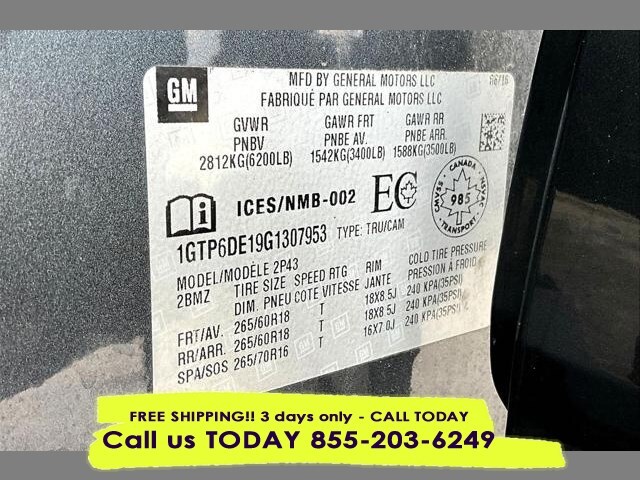 GM
MFD BY GENERAL MOTORS LLC
06/16
FABRIQUÉ PAR GENERAL MOTORS LLC
GVWR GAWR FRT GAWR RR
PNBV PNBE AV. PNBE ARR.
2812KG(6200LB) 1542KG(3400LB) 1588KG(3500LB)
ICES/NMB-002
EC
CANADA
CMVSS NSVAC
985
TRANSPORT
1GTP6DE19G1307953 TYPE: TRU/CAM
MODEL/MODÈLE 2P43
2BMZ TIRE SIZE SPEED RTG RIM COLD TIRE PRESSURE
DIM. PNEU COTE VITESSE JANTE PRESSION À FROID
FRT/AV. 265/60R18 T 18X8.5J 240 KPA(35PSI)
RR/ARR. 265/60R18 T 18X8.5J 240 KPA(35PSI)
SPA/SOS 265/70R16 T 16X7.0J 240 KPA(35PSI)
FREE SHIPPING!! 3 days only - CALL TODAY
Call us TODAY 855-203-6249